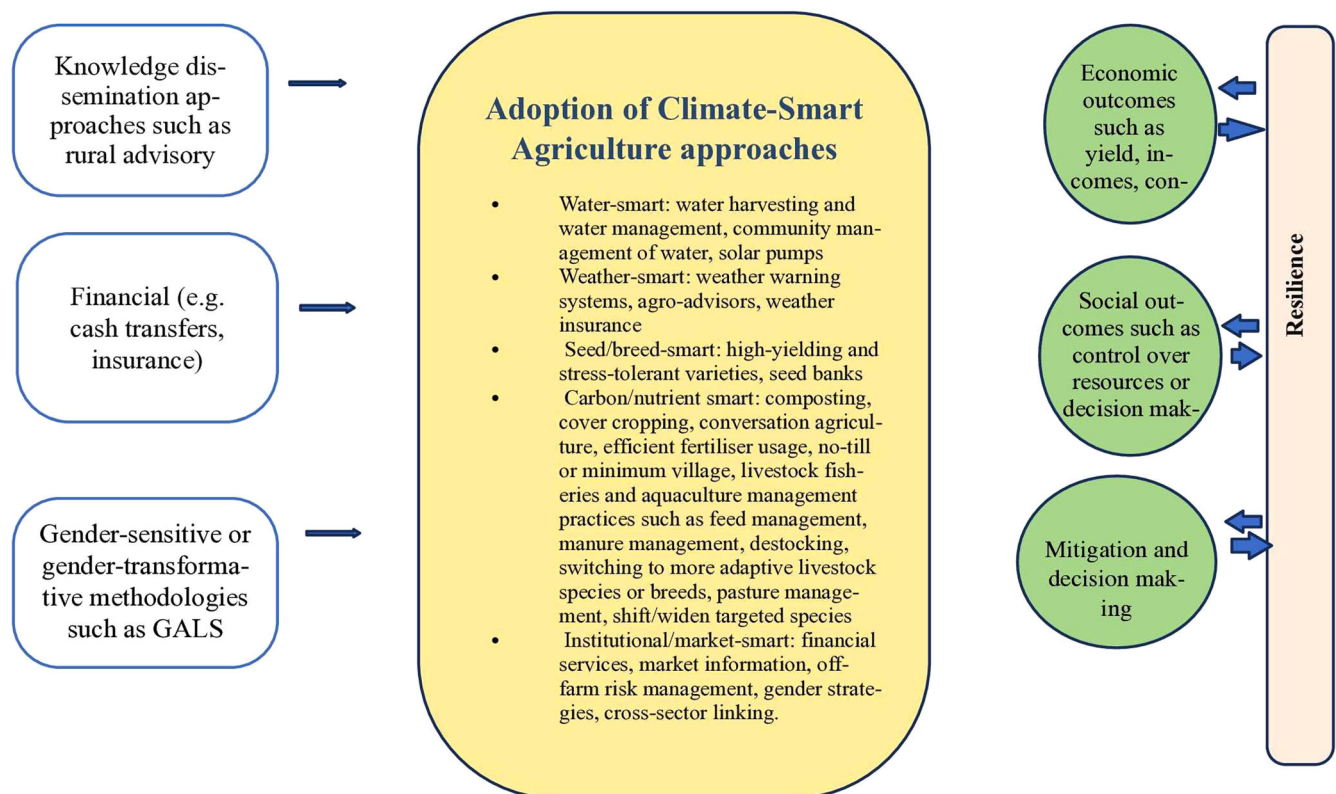 Knowledge dis-
semination ap-
proaches such as
rural advisory
Financial (e.g.
cash transfers,
insurance)
Gender-sensitive or
gender-transforma-
tive methodologies
such as GALS
Adoption of Climate-Smart
Agriculture approaches
• Water-smart: water harvesting and
water management, community man-
agement of water, solar pumps
• Weather-smart: weather warning
systems, agro-advisors, weather
insurance
• Seed/breed-smart: high-yielding and
stress-tolerant varieties, seed banks
• Carbon/nutrient smart: composting,
cover cropping, conversation agricul-
ture, efficient fertiliser usage, no-till
or minimum village, livestock fish-
eries and aquaculture management
practices such as feed management,
manure management, destocking,
switching to more adaptive livestock
species or breeds, pasture manage-
ment, shift/widen targeted species
• Institutional/market-smart: financial
services, market information, off-
farm risk management, gender strate-
gies, cross-sector linking.
Economic
outcomes
such as
yield, in-
comes, con-
Social out-
comes such as
control over
resources or
decision mak-
Mitigation and
decision mak-
ing
Resilience